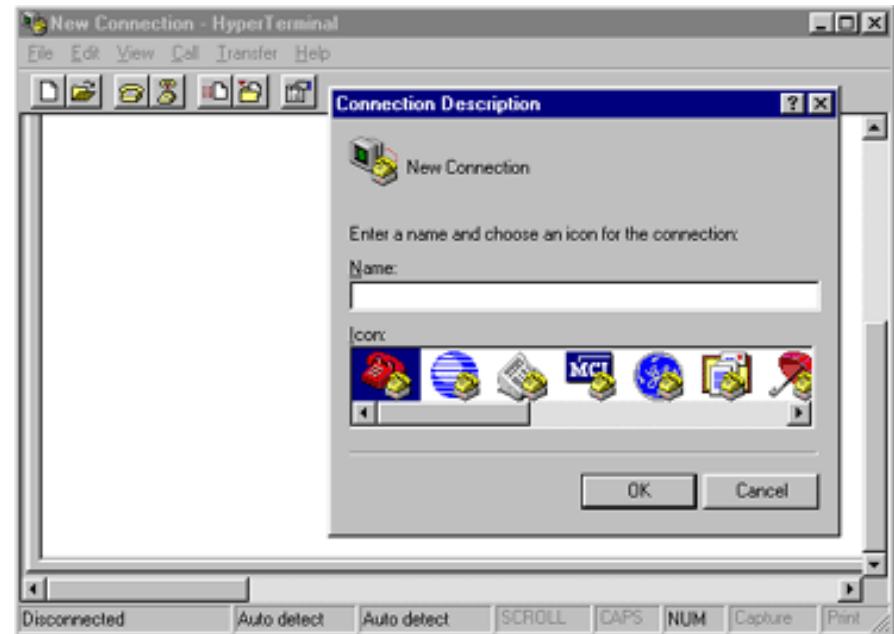 New Connection - HyperTerminal
File Edit View Call Transfer Help
Connection Description
New Connection
Enter a name and choose an icon for the connection:
Name:
Icon:
MCI
OK Cancel
Disconnected Auto detect Auto detect SCROLL CAPS NUM Capture Print